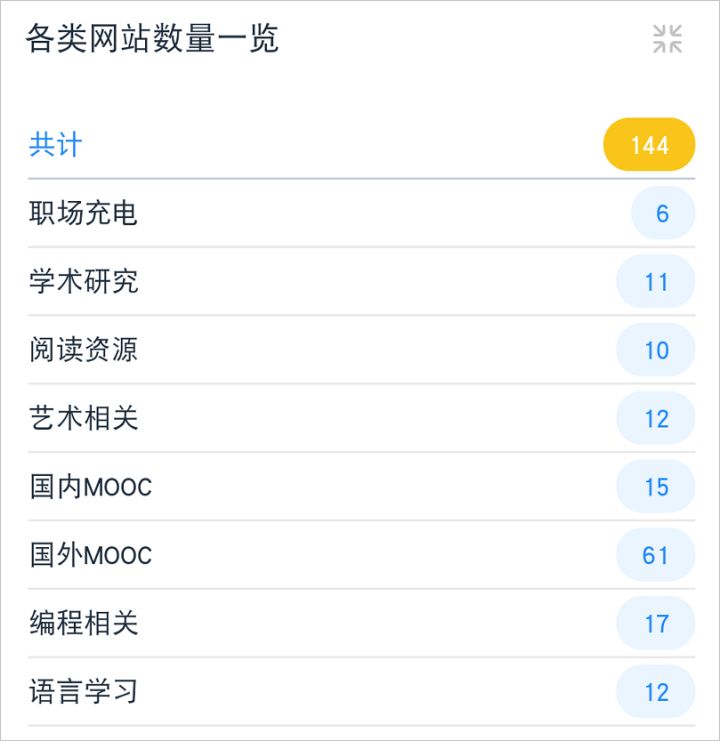 各类网站数量一览
共计 144
职场充电 6
学术研究 11
阅读资源 10
艺术相关 12
国内MOOC 15
国外MOOC 61
编程相关 17
语言学习 12